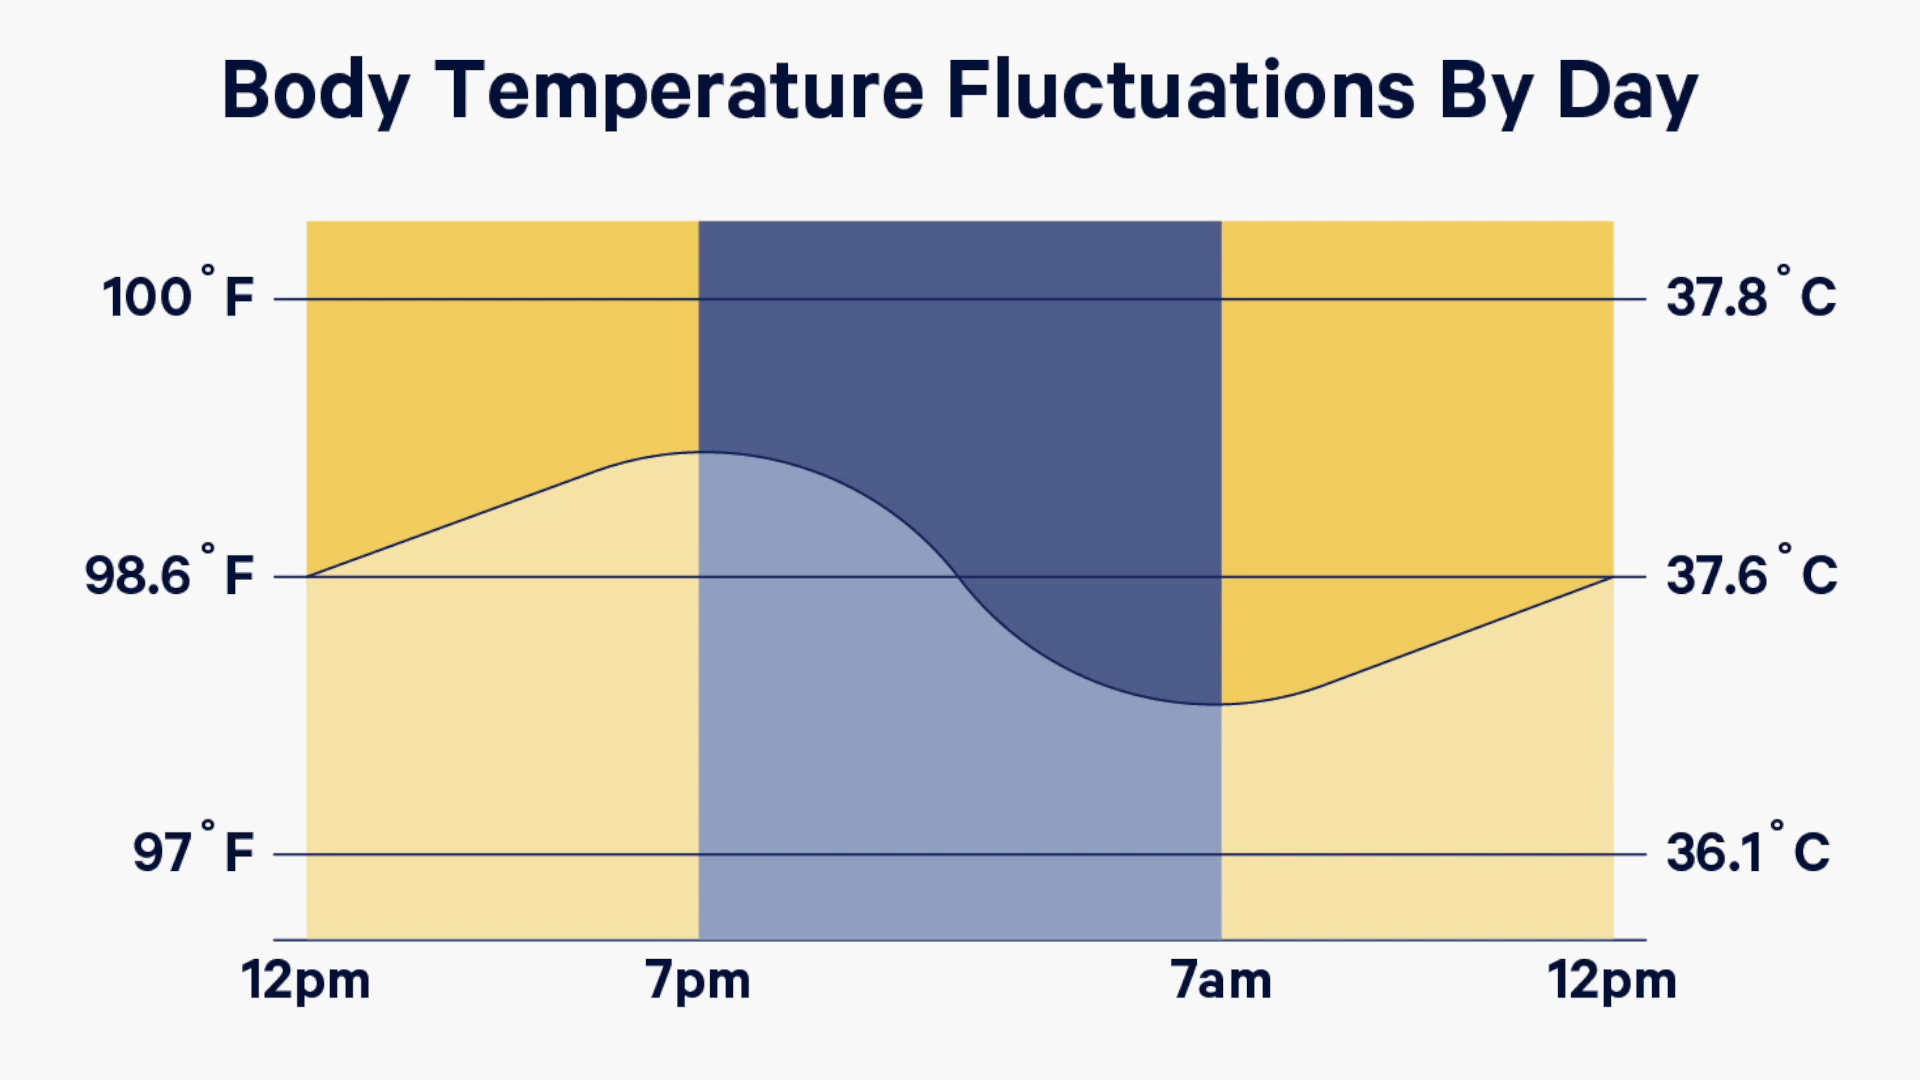 Body Temperature Fluctuations By Day
100°F 37.8°C
98.6°F 37.6°C
97°F 36.1°C
12pm 7pm 7am 12pm